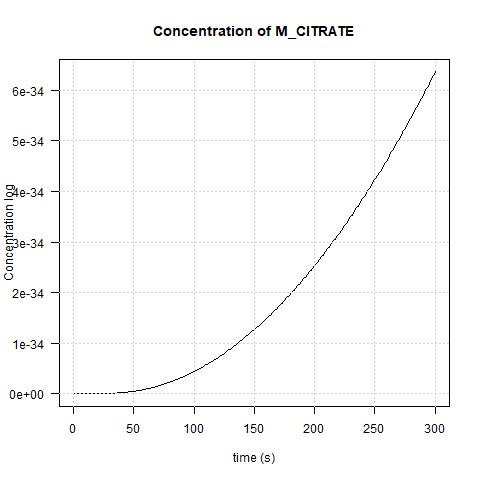 Concentration of M_CITRATE
Concentration log
6e-34
5e-34
4e-34
3e-34
2e-34
1e-34
0e+00
0 50 100 150 200 250 300
time (s)